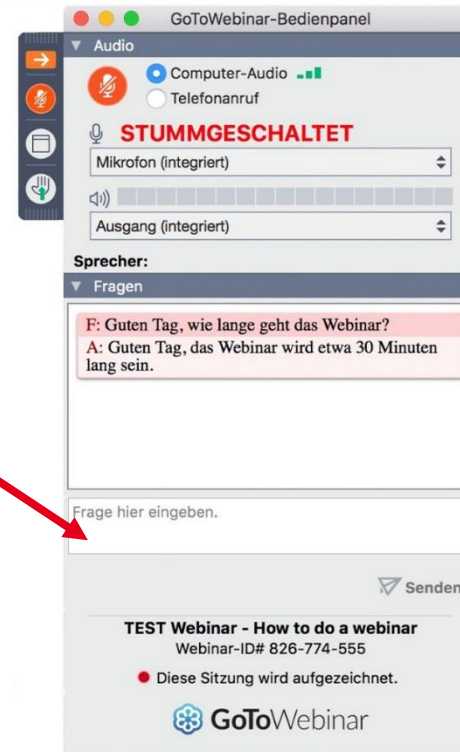 GoToWebinar-Bedienpanel
Audio
Computer-Audio
Telefonanruf
STUMMGESCHALTET
Mikrofon (integriert)
Ausgang (integriert)
Sprecher:
Fragen
F: Guten Tag, wie lange geht das Webinar?
A: Guten Tag, das Webinar wird etwa 30 Minuten
lang sein.
Frage hier eingeben.
Senden
TEST Webinar - How to do a webinar
Webinar-ID# 826-774-555
Diese Sitzung wird aufgezeichnet.
GoToWebinar